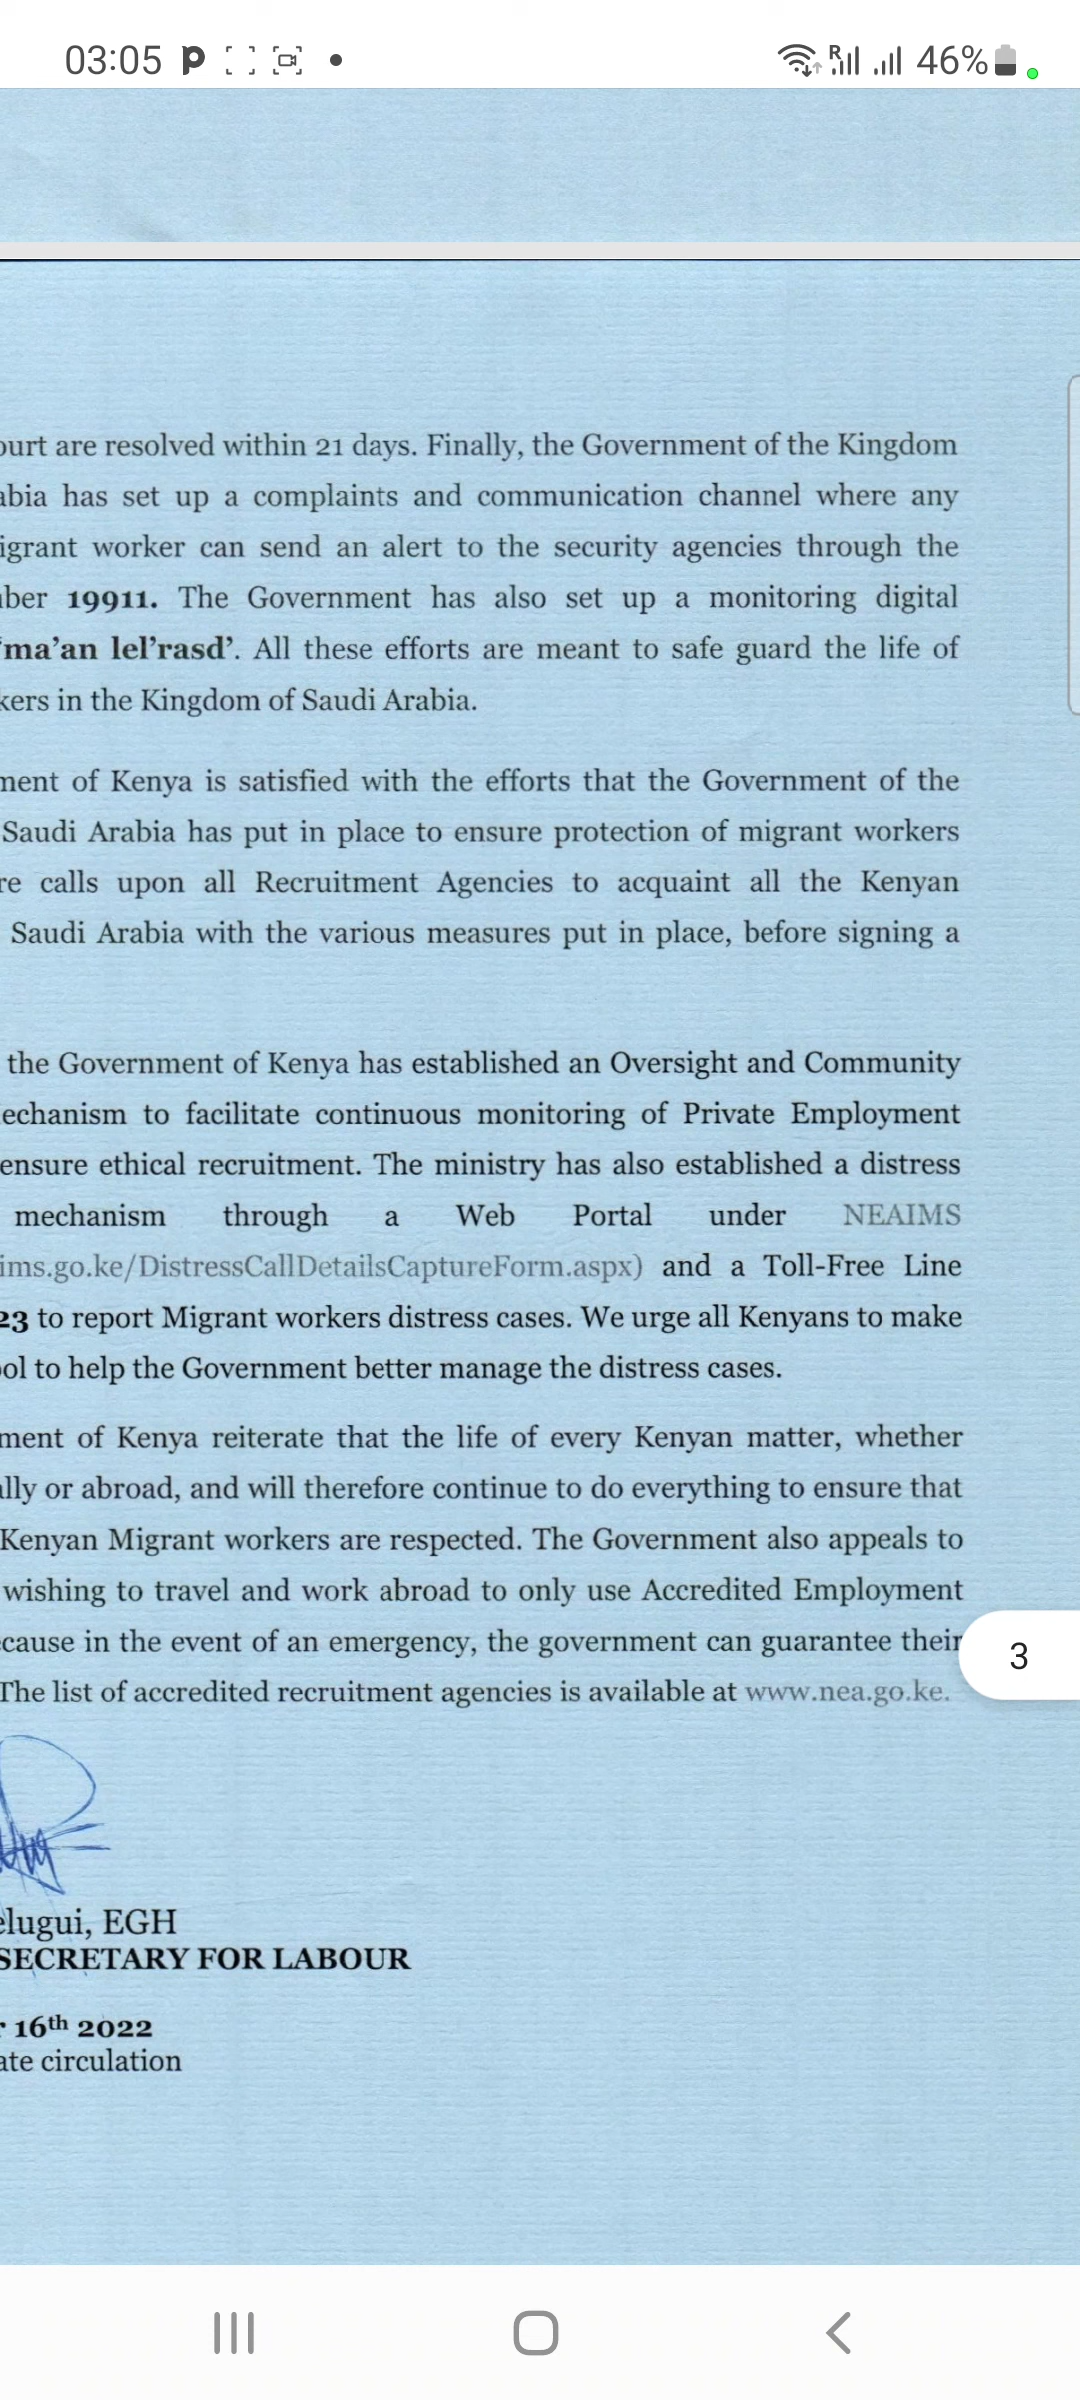 03:05
R
46%
ourt are resolved within 21 days. Finally, the Government of the Kingdom
abia has set up a complaints and communication channel where any
igrant worker can send an alert to the security agencies through the
ber 19911. The Government has also set up a monitoring digital
'ma'an lel'rasd'. All these efforts are meant to safe guard the life of
kers in the Kingdom of Saudi Arabia.
ment of Kenya is satisfied with the efforts that the Government of the
Saudi Arabia has put in place to ensure protection of migrant workers
re calls upon all Recruitment Agencies to acquaint all the Kenyan
Saudi Arabia with the various measures put in place, before signing a
the Government of Kenya has established an Oversight and Community
echanism to facilitate continuous monitoring of Private Employment
ensure ethical recruitment. The ministry has also established a distress
mechanism through a Web Portal under NEAIMS
ims.go.ke/DistressCallDetailsCaptureForm.aspx) and a Toll-Free Line
23 to report Migrant workers distress cases. We urge all Kenyans to make
ol to help the Government better manage the distress cases.
ment of Kenya reiterate that the life of every Kenyan matter, whether
ally or abroad, and will therefore continue to do everything to ensure that
Kenyan Migrant workers are respected. The Government also appeals to
wishing to travel and work abroad to only use Accredited Employment
cause in the event of an emergency, the government can guarantee their
The list of accredited recruitment agencies is available at www.nea.go.ke.
3
elugui, EGH
SECRETARY FOR LABOUR
r 16th 2022
ate circulation